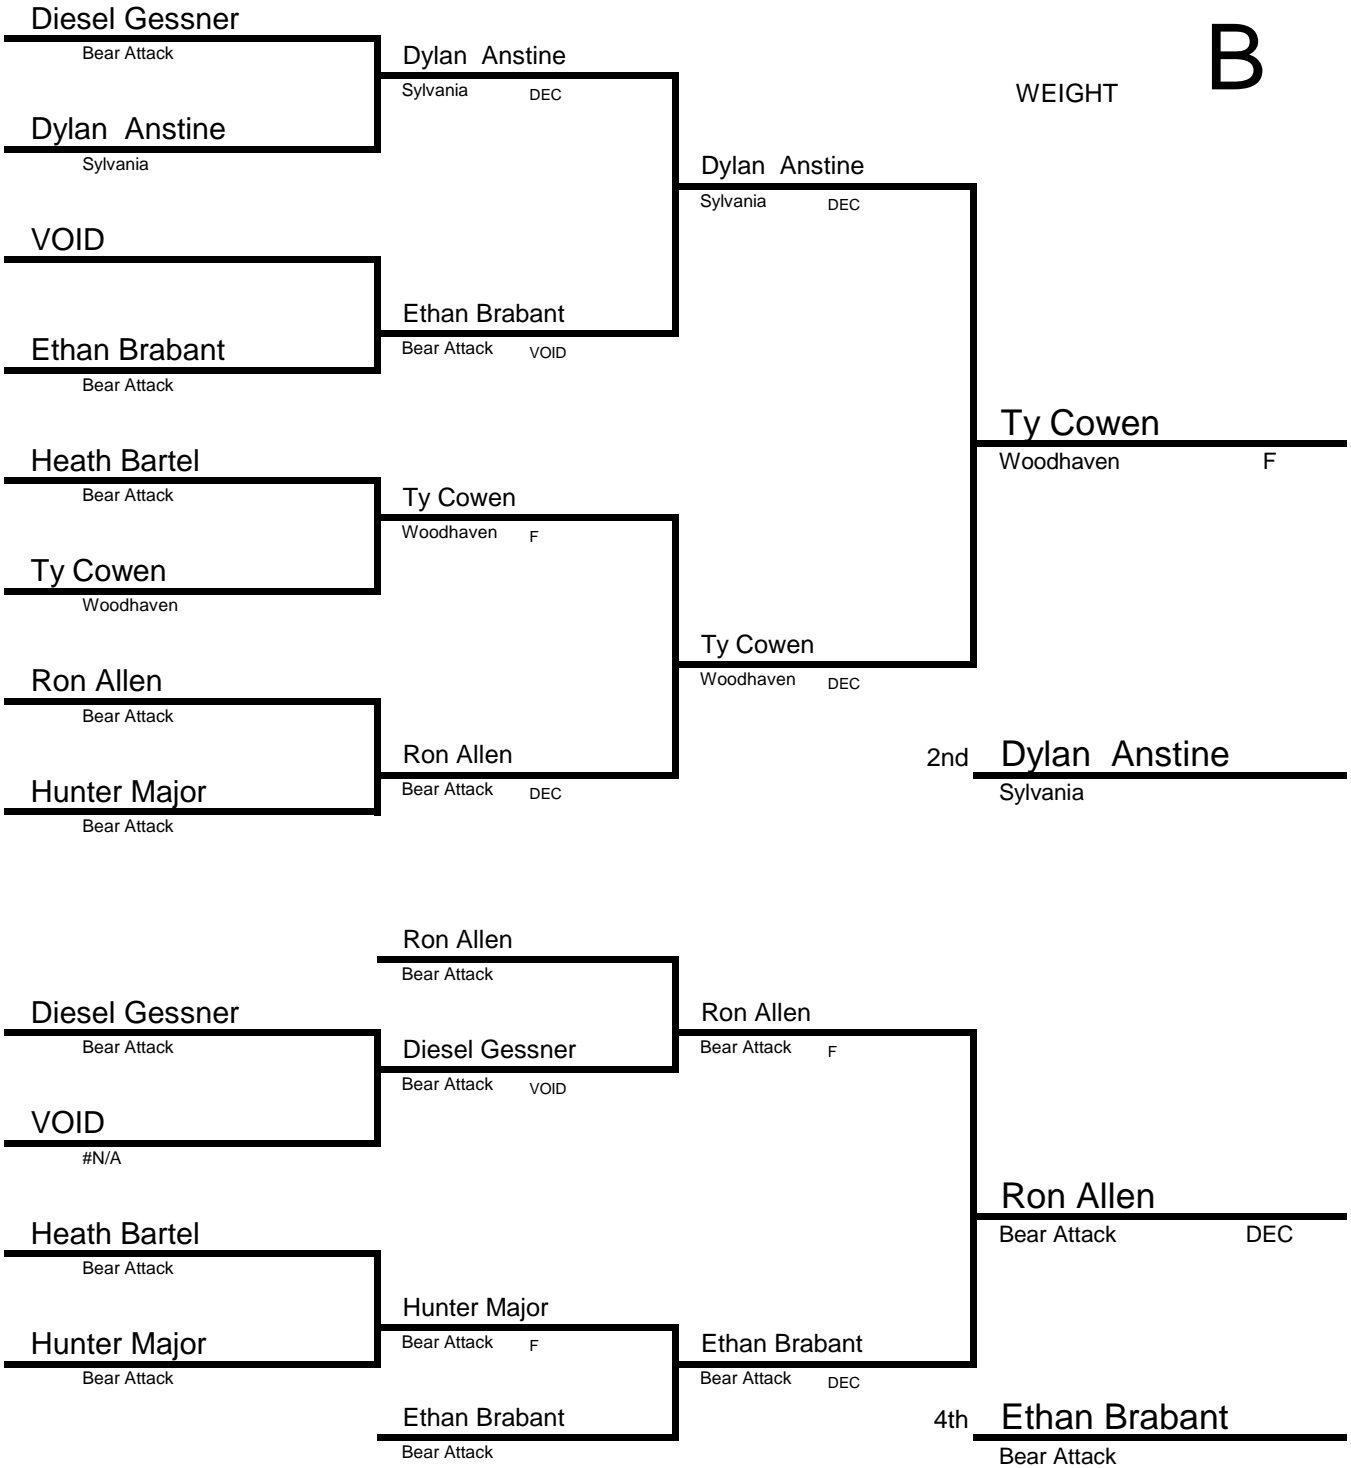 Diesel Gessner
Bear Attack
Dylan  Anstine
Sylvania DEC
WEIGHT B
Dylan  Anstine
Sylvania
Dylan  Anstine
Sylvania DEC
VOID
Ethan Brabant
Bear Attack VOID
Ethan Brabant
Bear Attack
Ty Cowen
Woodhaven F
Heath Bartel
Bear Attack
Ty Cowen
Woodhaven F
Ty Cowen
Woodhaven
Ty Cowen
Woodhaven DEC
Ron Allen
Bear Attack
Ron Allen
Bear Attack DEC
2nd Dylan  Anstine
Sylvania
Hunter Major
Bear Attack
Ron Allen
Bear Attack
Diesel Gessner
Bear Attack
Ron Allen
Bear Attack F
Diesel Gessner
Bear Attack VOID
VOID
#N/A
Ron Allen
Bear Attack DEC
Heath Bartel
Bear Attack
Hunter Major
Bear Attack F
Hunter Major
Bear Attack
Ethan Brabant
Bear Attack DEC
Ethan Brabant
Bear Attack
4th Ethan Brabant
Bear Attack